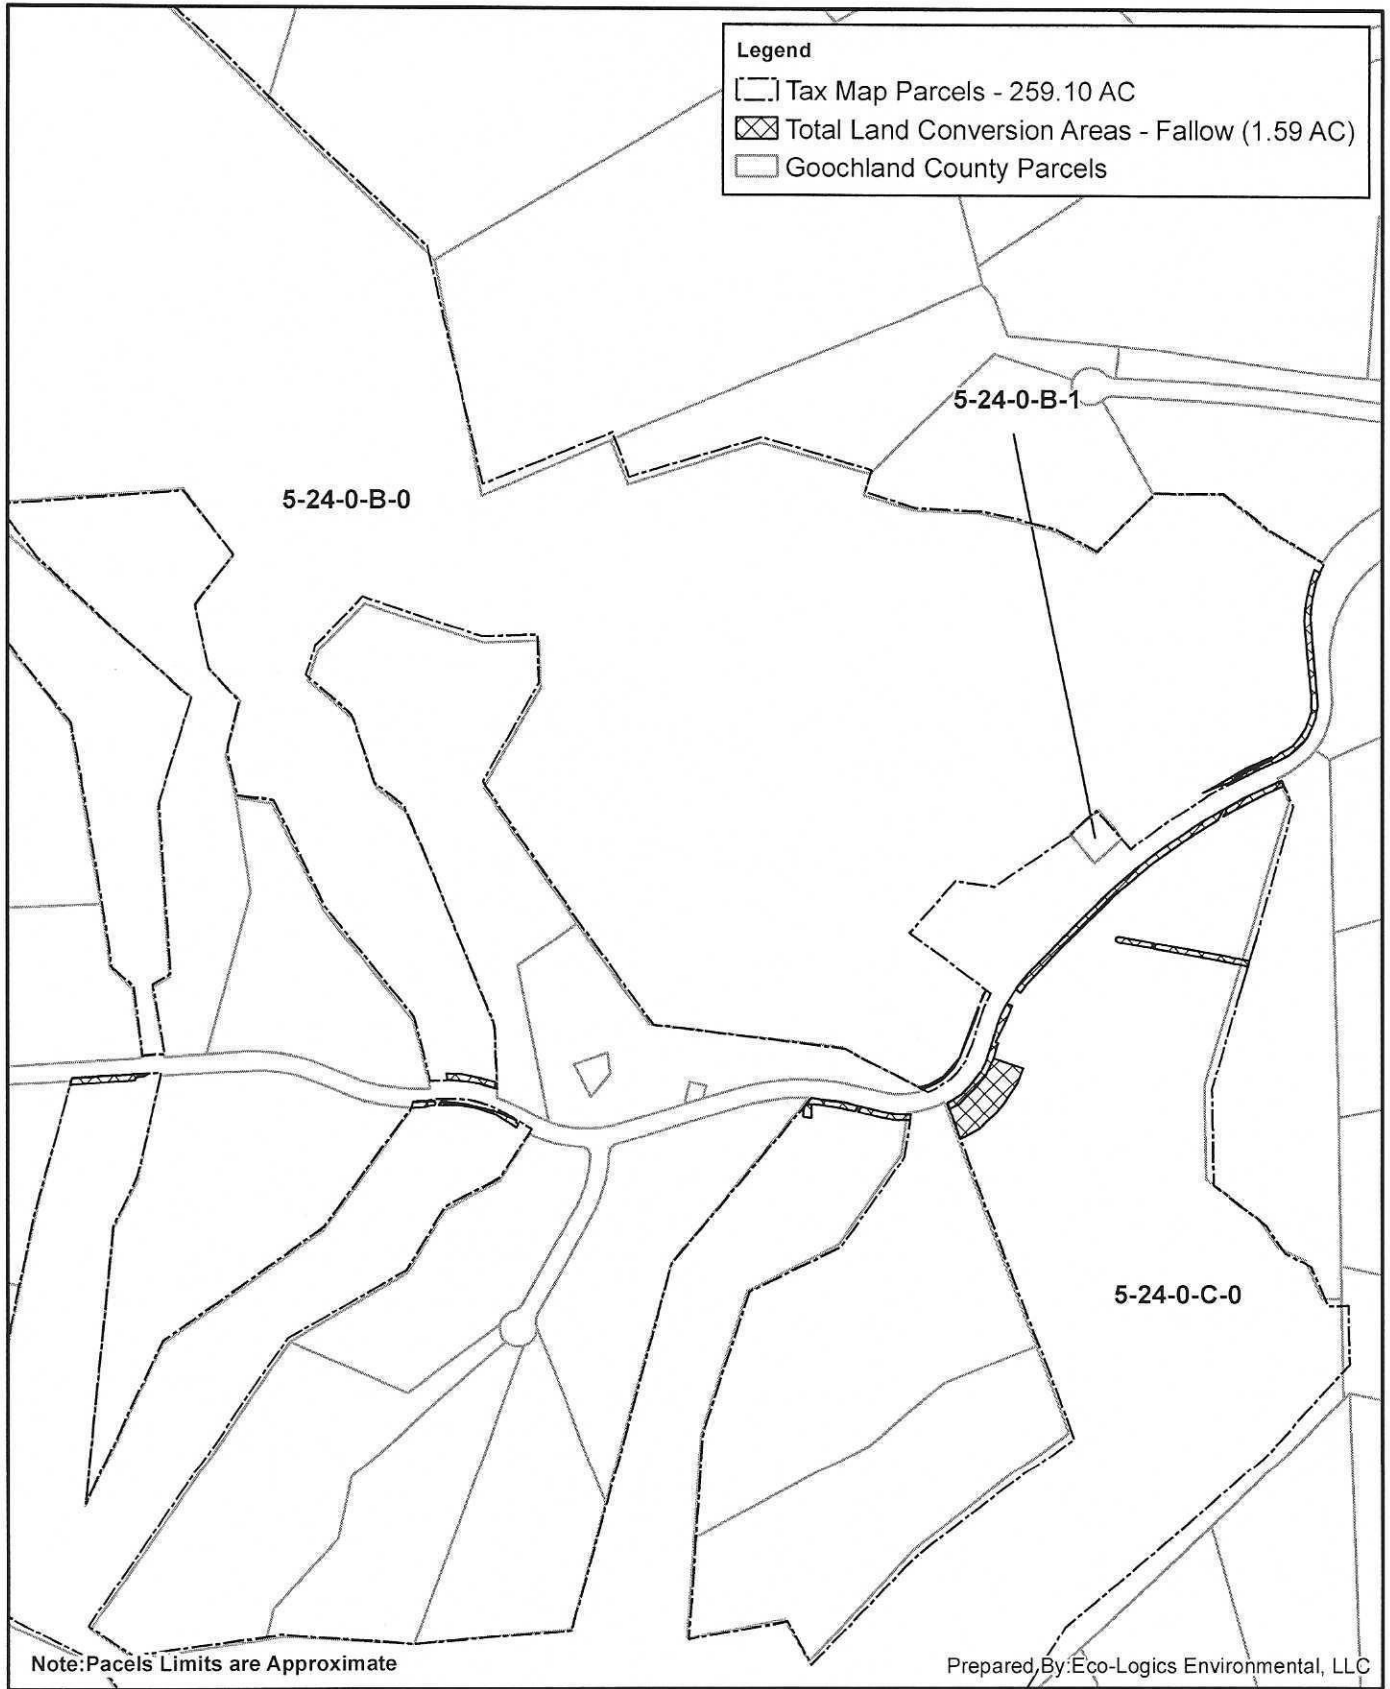 Legend
Tax Map Parcels - 259.10 AC
Total Land Conversion Areas - Fallow (1.59 AC)
Goochland County Parcels
5-24-0-B-1
5-24-0-B-0
5-24-0-C-0
Note:Pacels Limits are Approximate
Prepared By:Eco-Logics Environmental, LLC